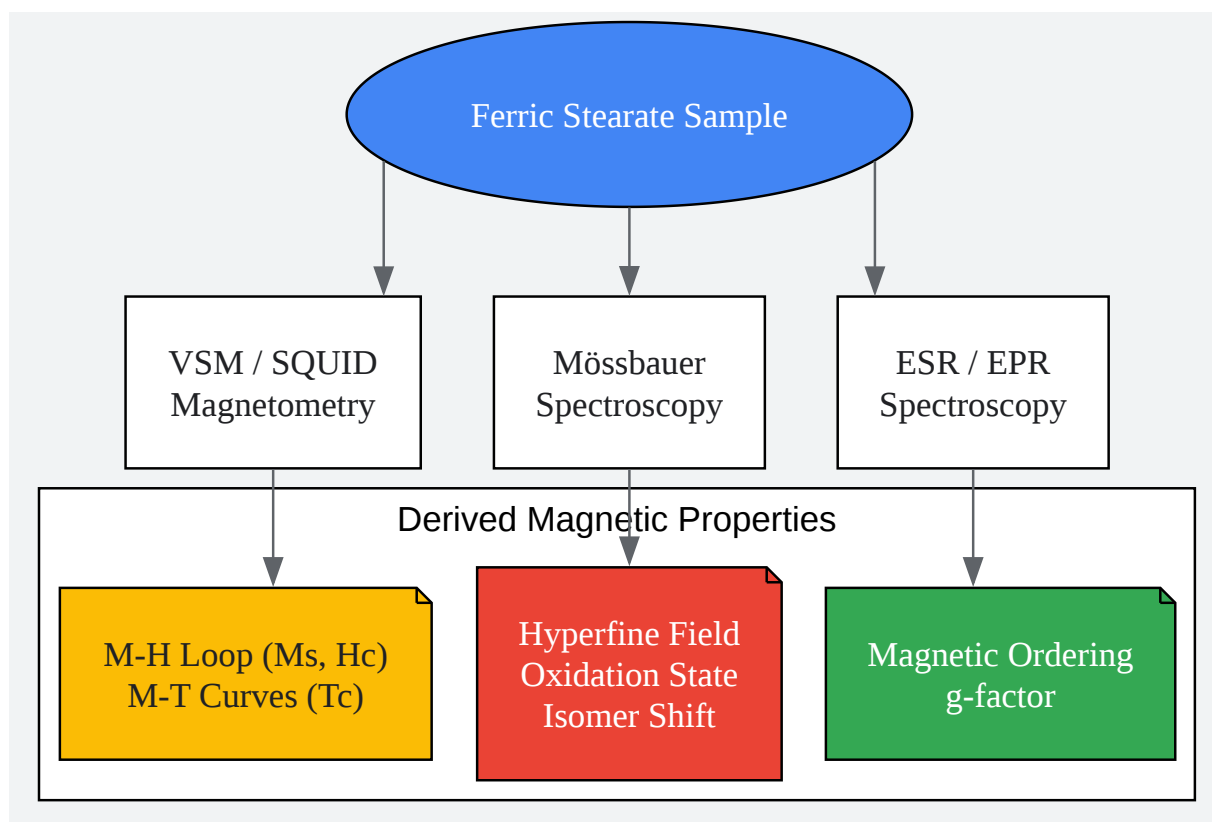 Ferric Stearate Sample
VSM / SQUID
Magnetometry
Mössbauer
Spectroscopy
ESR / EPR
Spectroscopy
Derived Magnetic Properties
M-H Loop (Ms, Hc)
M-T Curves (Tc)
Hyperfine Field
Oxidation State
Isomer Shift
Magnetic Ordering
g-factor